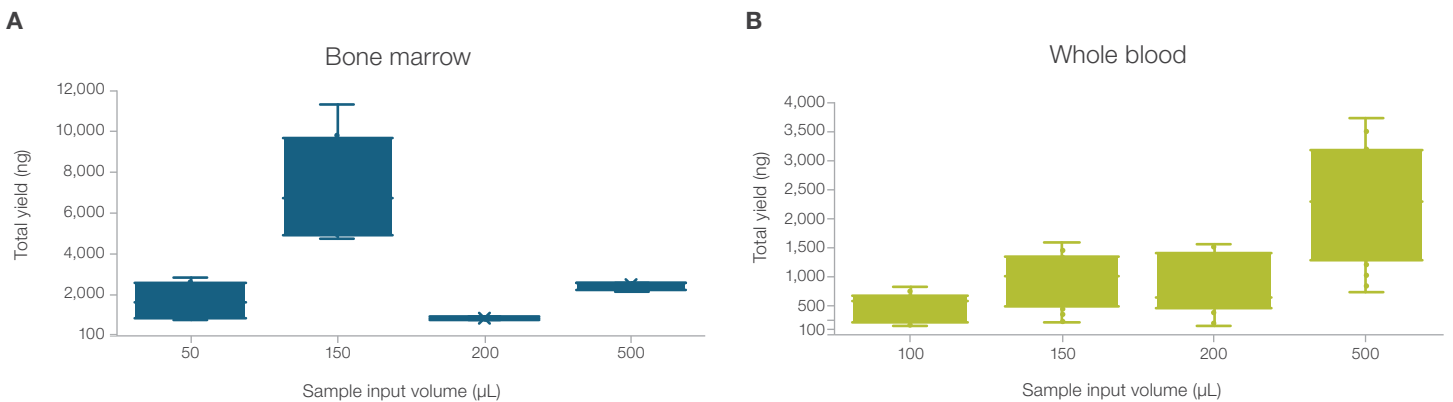 A
Bone marrow
Total yield (ng)
12,000
10,000
8,000
6,000
4,000
2,000
100
50 150 200 500
Sample input volume (µL)
B
Whole blood
Total yield (ng)
4,000
3,500
3,000
2,500
2,000
1,500
1,000
500
100
100 150 200 500
Sample input volume (µL)